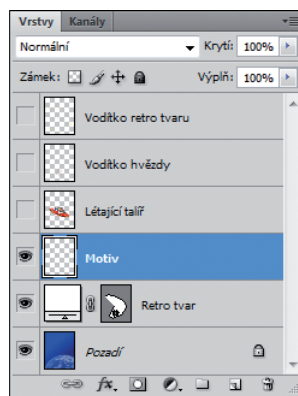 Vrstvy Kanály
Normální Krytí: 100%
Zámek: Výplň: 100%
Vodítko retro tvaru
Vodítko hvězdy
Létající talíř
Motiv
Retro tvar
Pozadí
fx.